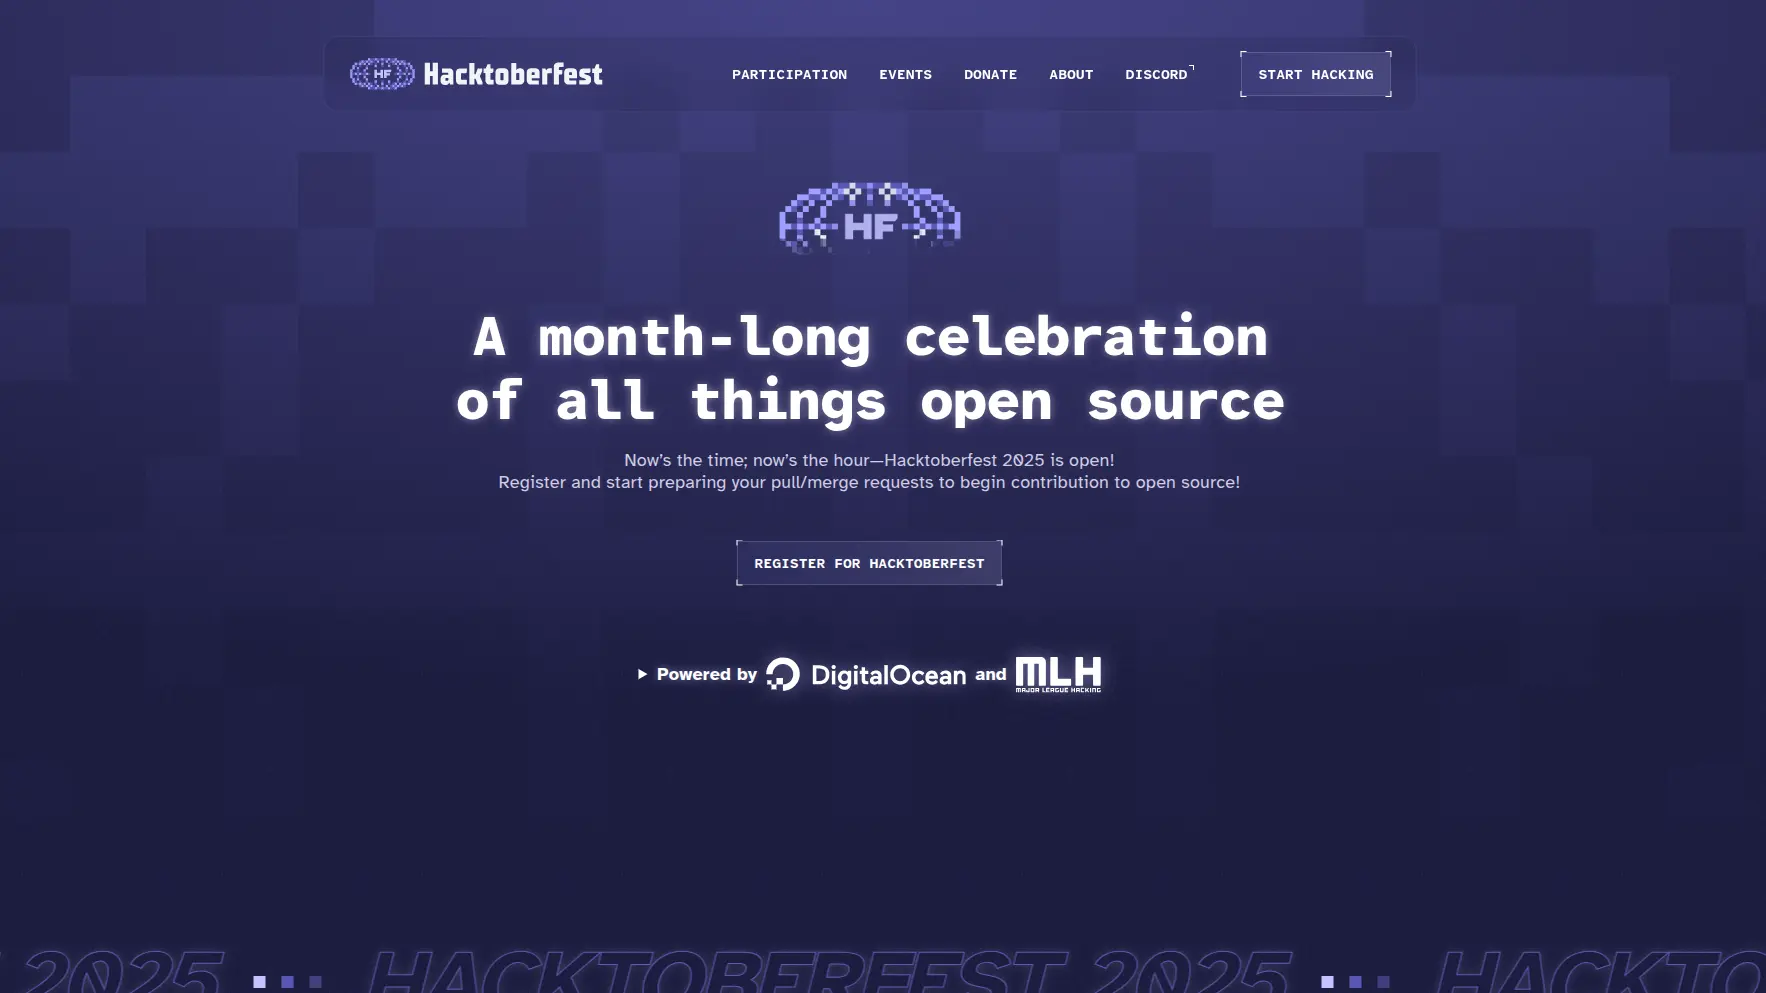 HF Hacktoberfest
PARTICIPATION EVENTS DONATE ABOUT DISCORD START HACKING
HF
A month-long celebration
of all things open source
Now's the time; now's the hour—Hacktoberfest 2025 is open!
Register and start preparing your pull/merge requests to begin contribution to open source!
REGISTER FOR HACKTOBERFEST
Powered by DigitalOcean and MLH
MAJOR LEAGUE HACKING
2025 HACKTOBERFEST 2025 HACKTO